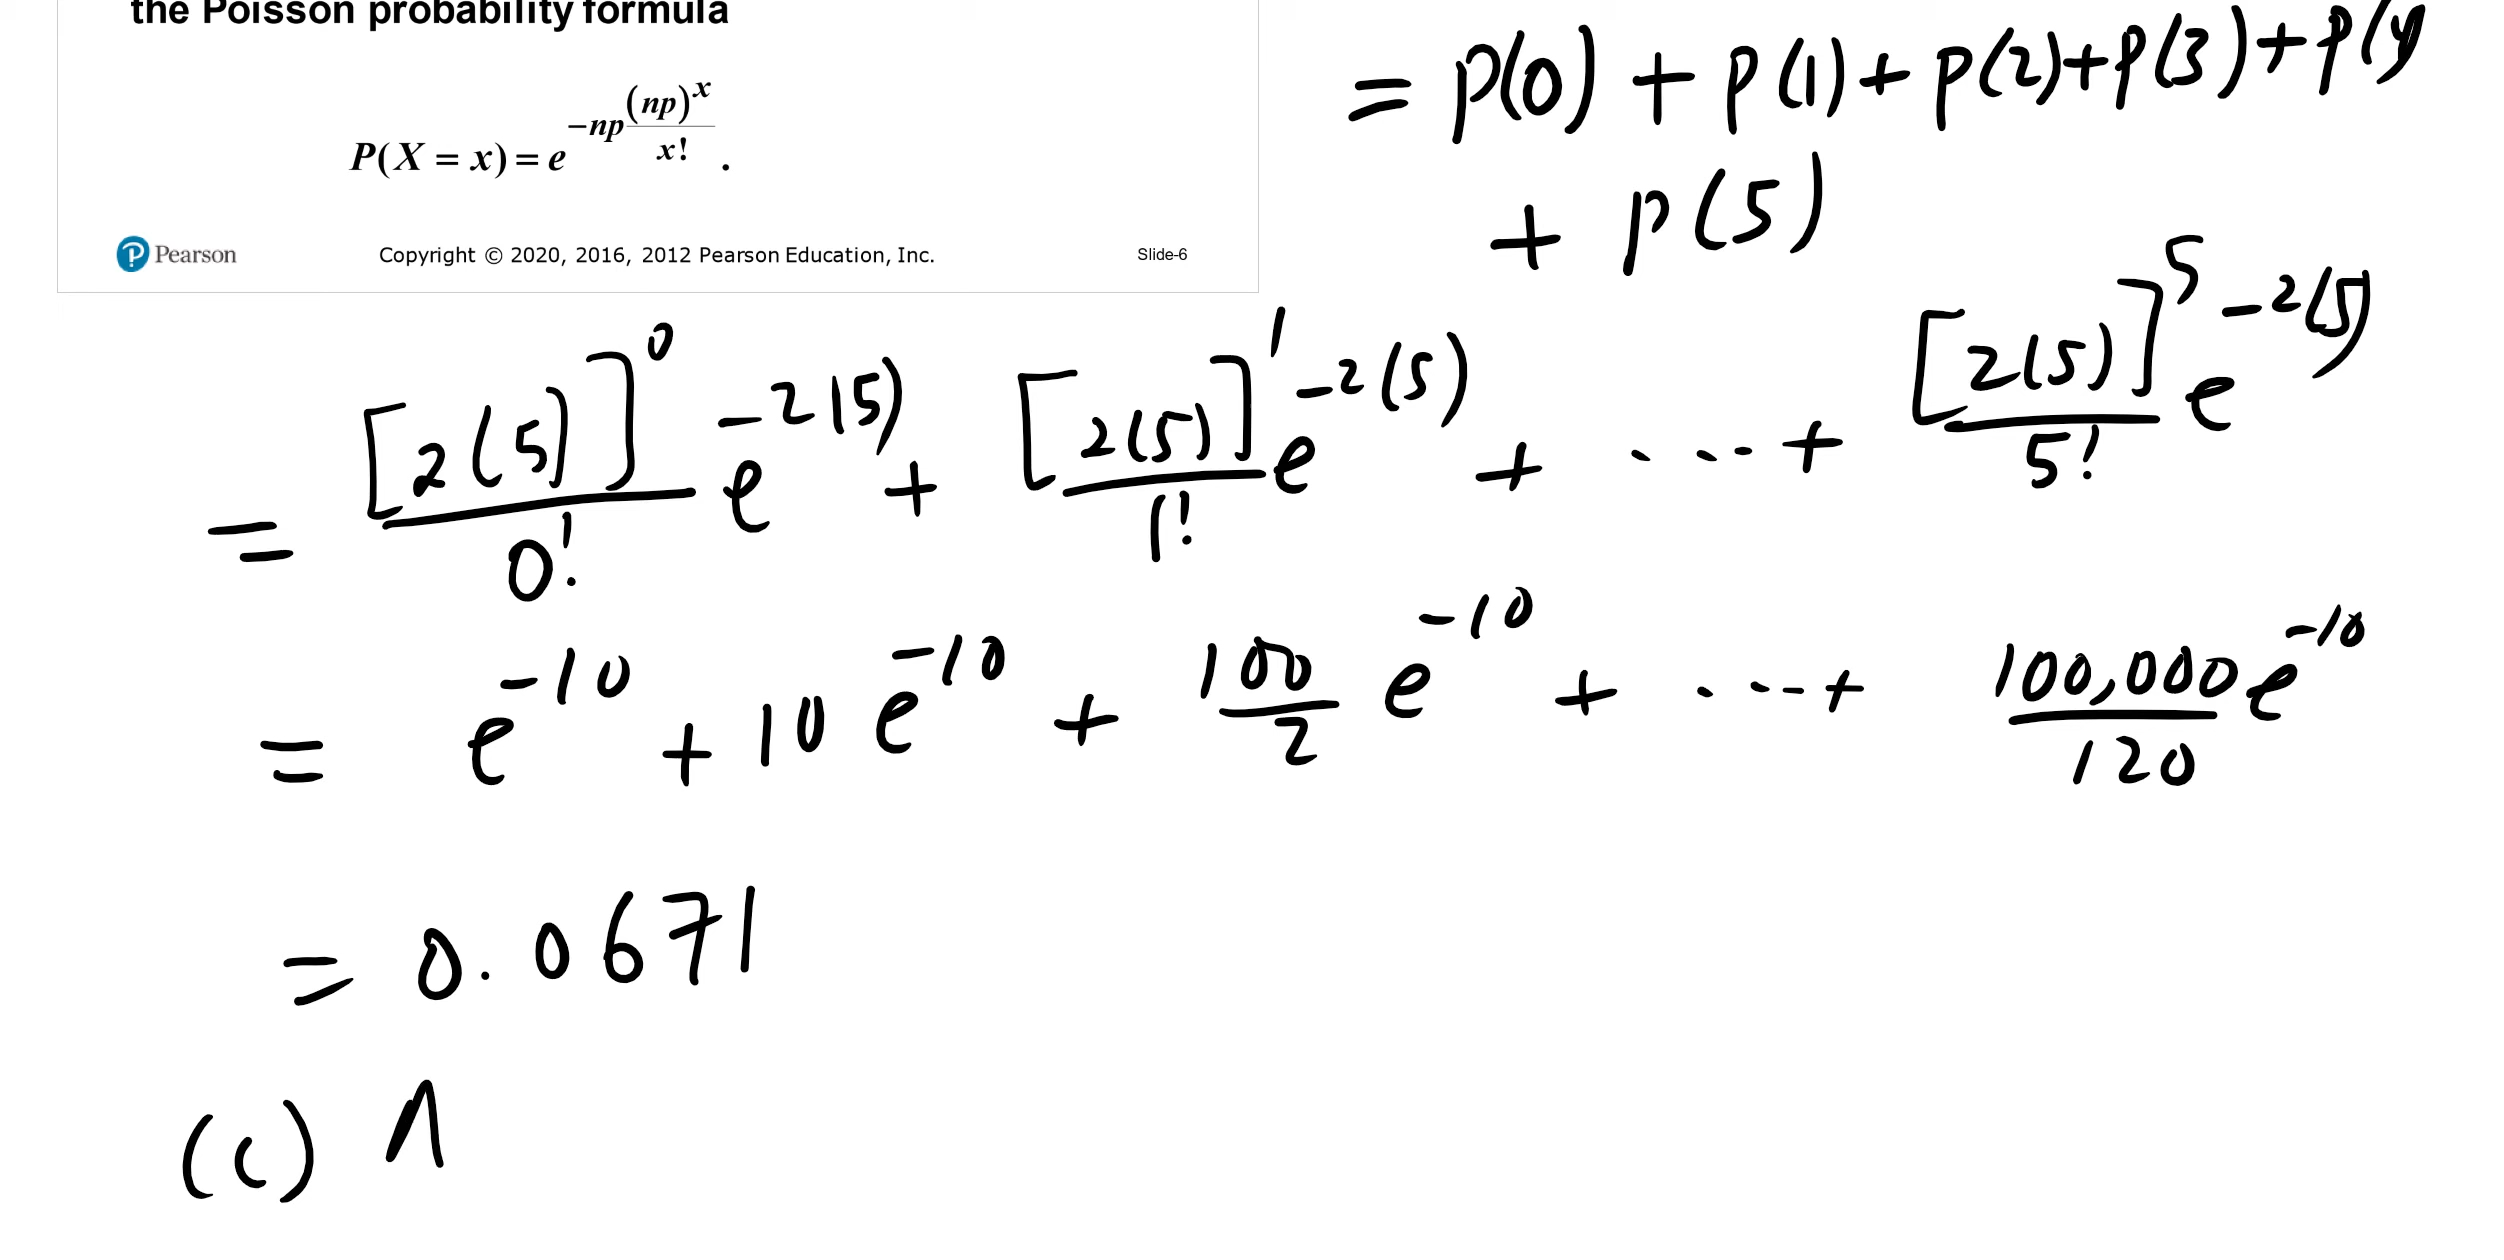 the Poisson probability formula
P(X = x) = e^{-np} (np)^x / x! .
Pearson Copyright © 2020, 2016, 2012 Pearson Education, Inc. Slide-6
= P(0) + P(1) + P(2) + P(3) + P(4)
+ P(5)
= [2(5)]^0 / 0! e^{-2(5)} + [2(5)]^1 / 1! e^{-2(5)} + ... + [2(5)]^5 / 5! e^{-2(5)}
= e^{-10} + 10 e^{-10} + 100/2 e^{-10} + ... + 100,000/120 e^{-10}
= 0.0671
(c)